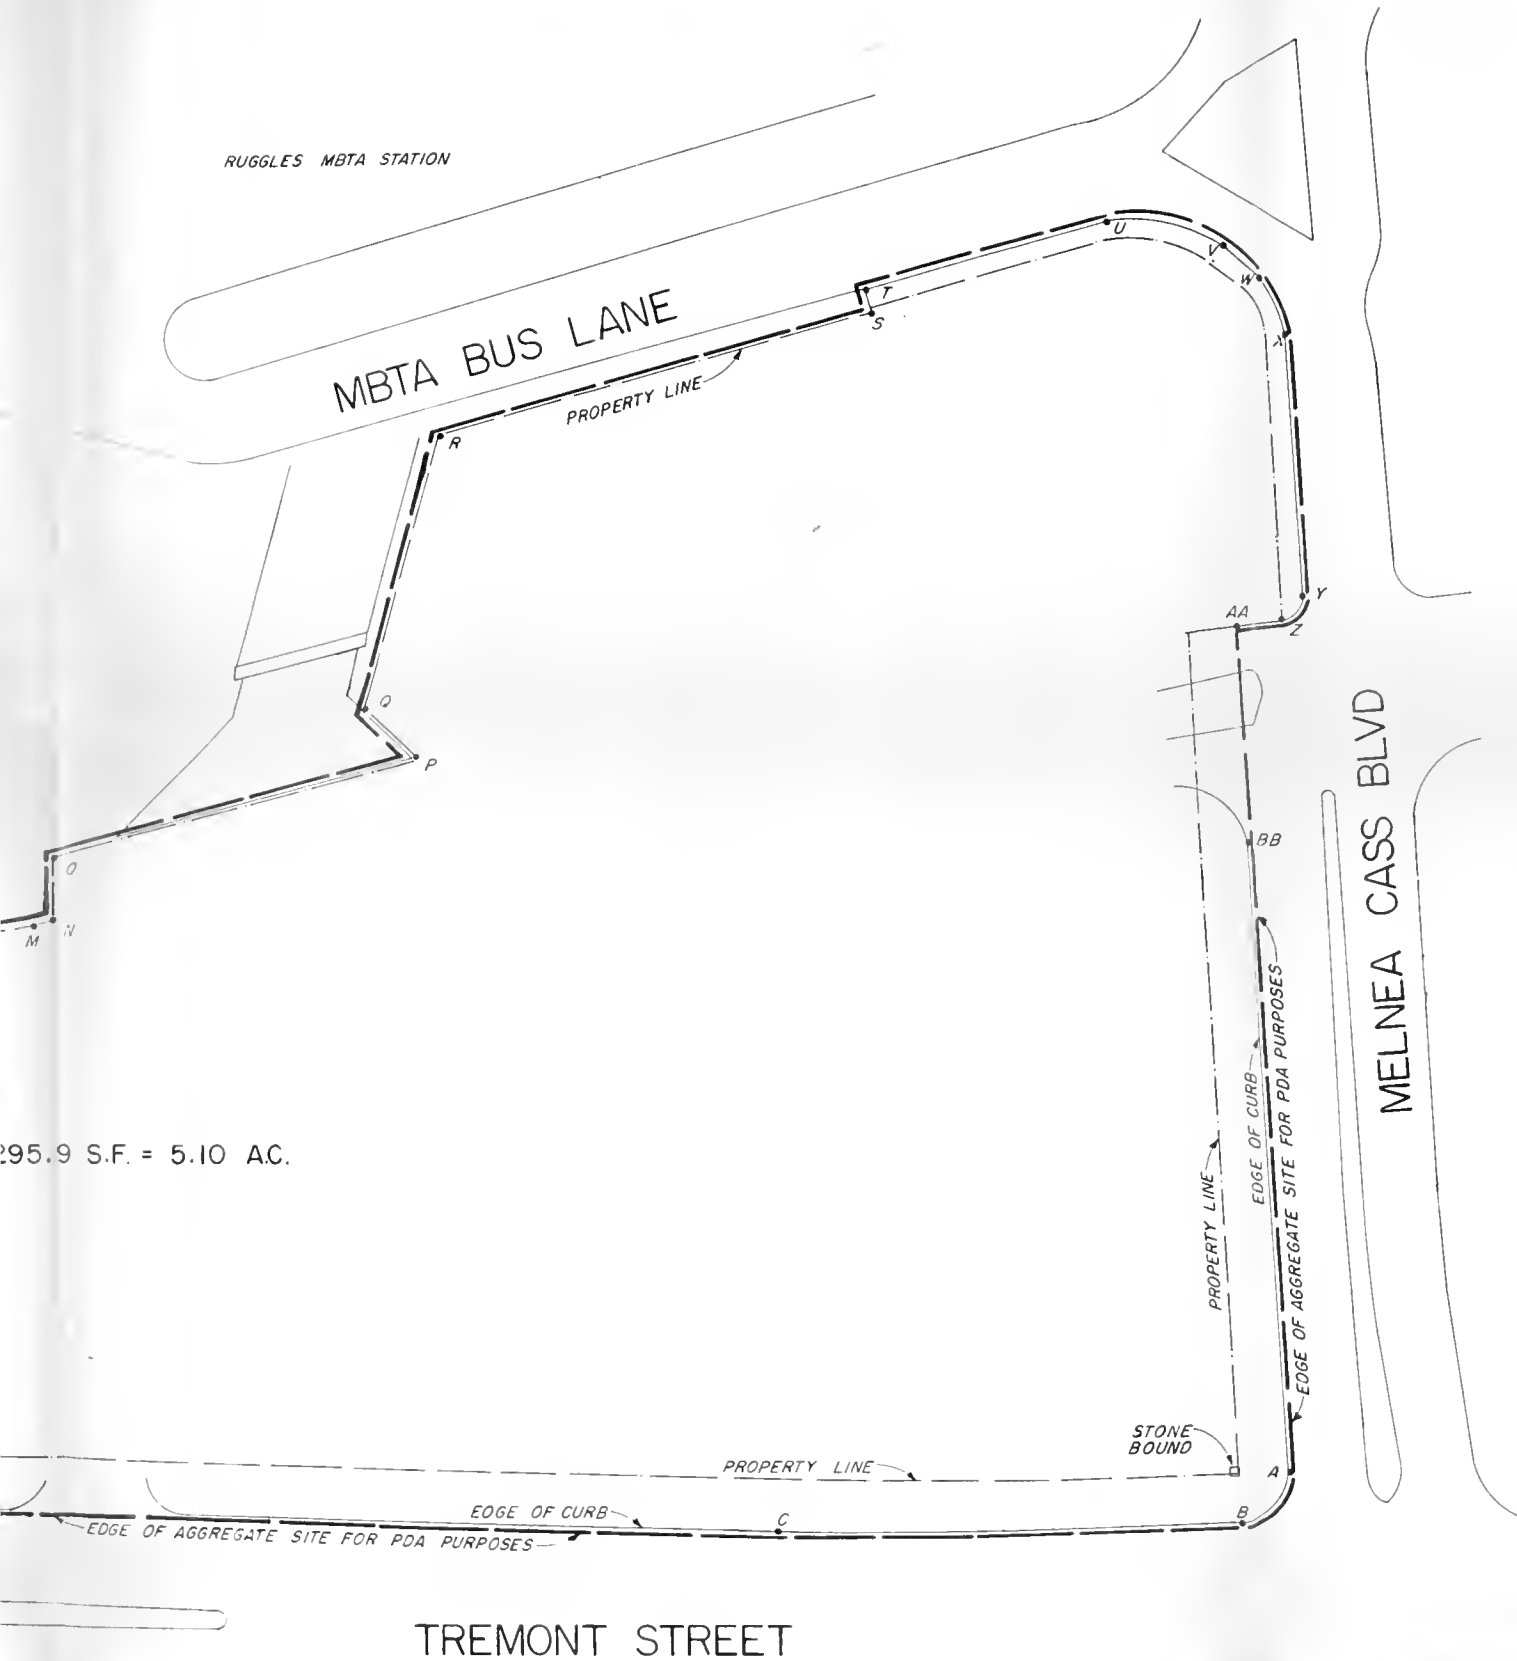 RUGGLES MBTA STATION
MBTA BUS LANE
PROPERTY LINE
U
V
W
T
S
X
R
Y
AA
Z
Q
P
BB
O
M N
MELNEA CASS BLVD
EDGE OF CURB
EDGE OF AGGREGATE SITE FOR PDA PURPOSES
PROPERTY LINE
295.9 S.F. = 5.10 A.C.
STONE
BOUND
PROPERTY LINE
A
B
C
EDGE OF CURB
EDGE OF AGGREGATE SITE FOR PDA PURPOSES
TREMONT STREET